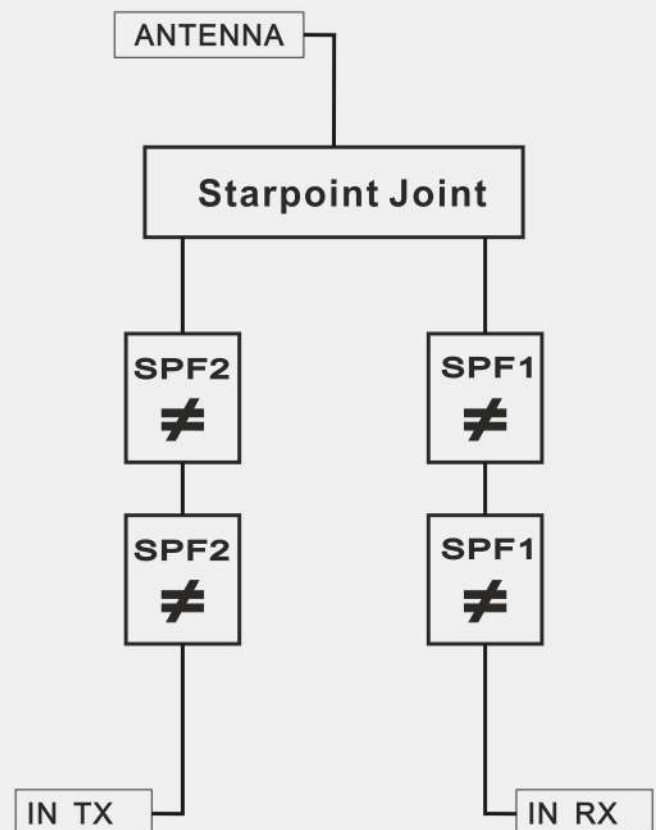 ANTENNA
Starpoint Joint
SPF2
≠
SPF1
≠
SPF2
≠
SPF1
≠
IN TX
IN RX